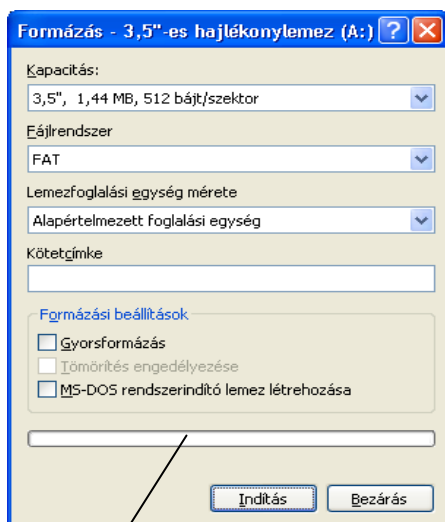 Formázás - 3,5"-es hajlékonylemez (A:)
Kapacitás:
3,5", 1,44 MB, 512 bájt/szektor
Fájlrendszer
FAT
Lemezfoglalási egység mérete
Alapértelmezett foglalási egység
Kötetcímke
Formázási beállítások
Gyorsformázás
Tömörítés engedélyezése
MS-DOS rendszerindító lemez létrehozása
Indítás Bezárás